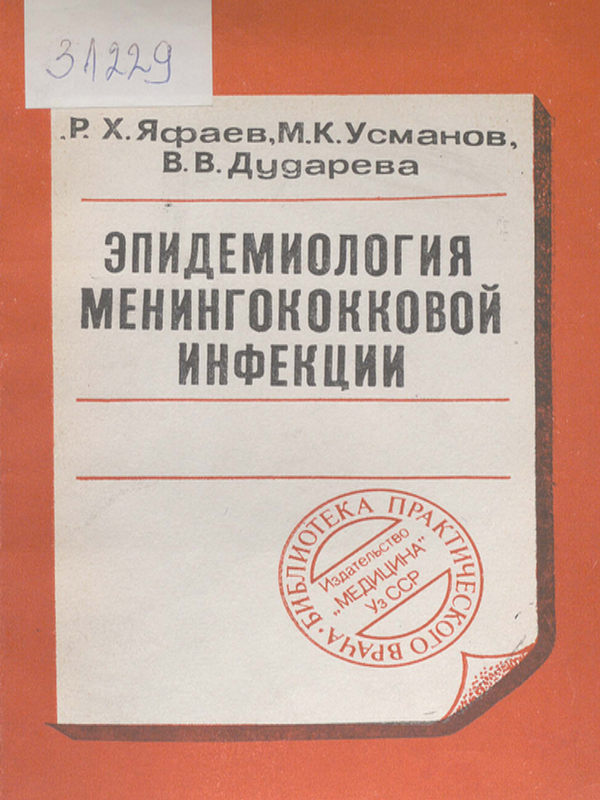 31229
Р. Х. Яфаев, М.К. Усманов,
В. В. Дударева
ЭПИДЕМИОЛОГИЯ
МЕНИНГОКОККОВОЙ
ИНФЕКЦИИ
БИБЛИОТЕКА ПРАКТИЧЕСКОГО ВРАЧА •
Издательство
„МЕДИЦИНА"
Уз ССР